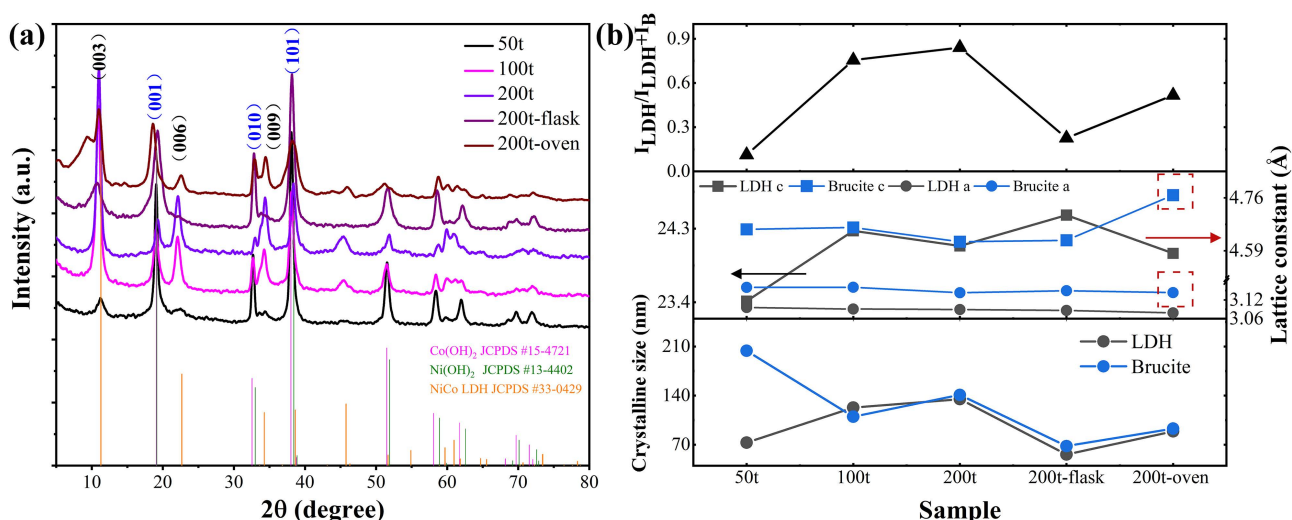 (a)
Intensity (a.u.)
(003)
(001)
(006)
(010)
(009)
(101)
50t
100t
200t
200t-flask
200t-oven
Co(OH)₂ JCPDS #15-4721
Ni(OH)₂ JCPDS #13-4402
NiCo LDH JCPDS #33-0429
10 20 30 40 50 60 70 80
2θ (degree)
(b)
I_LDH/I_LDH+I_B
0.9
0.6
0.3
0.0
LDH c Brucite c LDH a Brucite a
24.3
23.4
4.76
4.59
3.12
3.06
Lattice constant (Å)
Crystalline size (nm)
210
140
70
LDH
Brucite
50t 100t 200t 200t-flask 200t-oven
Sample